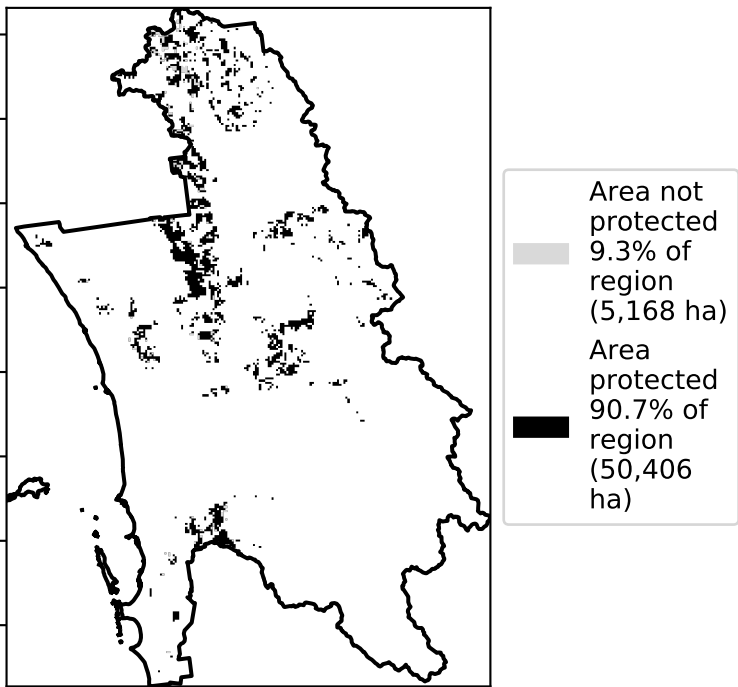 Area not
protected
9.3% of
region
(5,168 ha)
Area
protected
90.7% of
region
(50,406
ha)